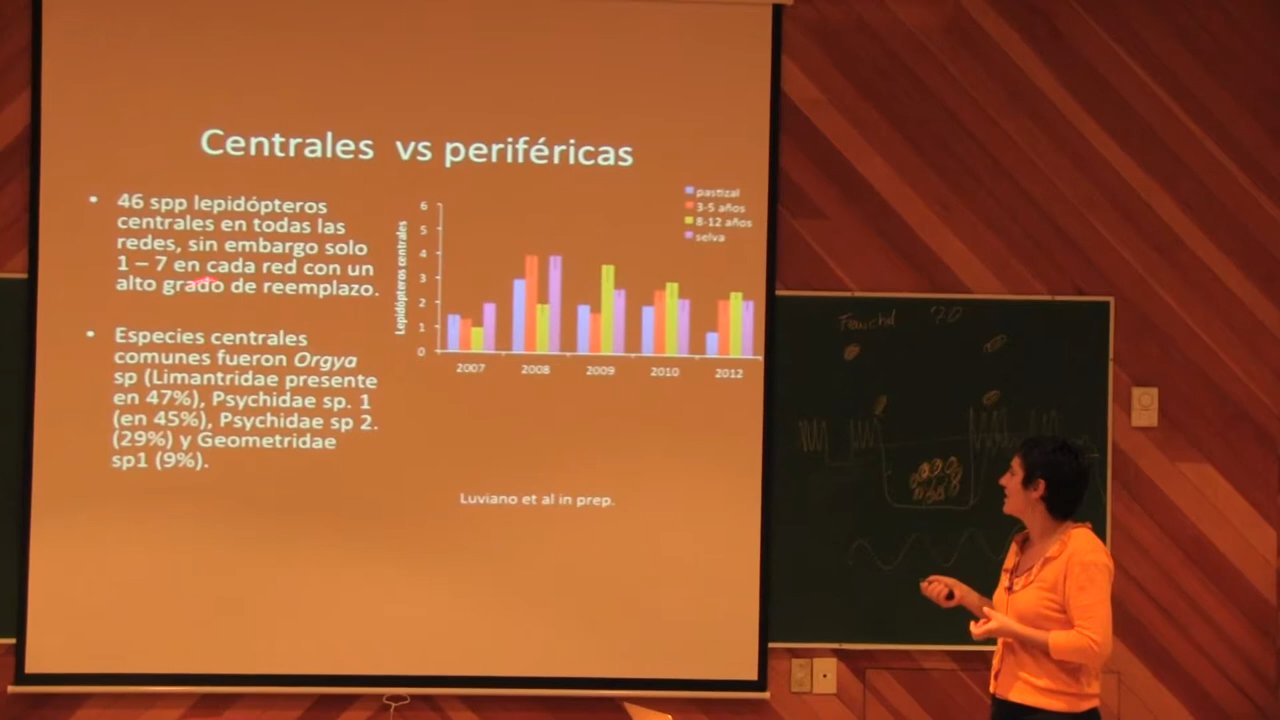 Centrales vs periféricas
• 46 spp lepidópteros
centrales en todas las
redes, sin embargo solo
1 – 7 en cada red con un
alto grado de reemplazo.
• Especies centrales
comunes fueron Orgya
sp (Limantridae presente
en 47%), Psychidae sp. 1
(en 45%), Psychidae sp 2.
(29%) y Geometridae
sp1 (9%).
pastizal
3-5 años
8-12 años
selva
Lepidópteros centrales
6
5
4
3
2
1
0
2007 2008 2009 2010 2012
Luviano et al in prep.
70